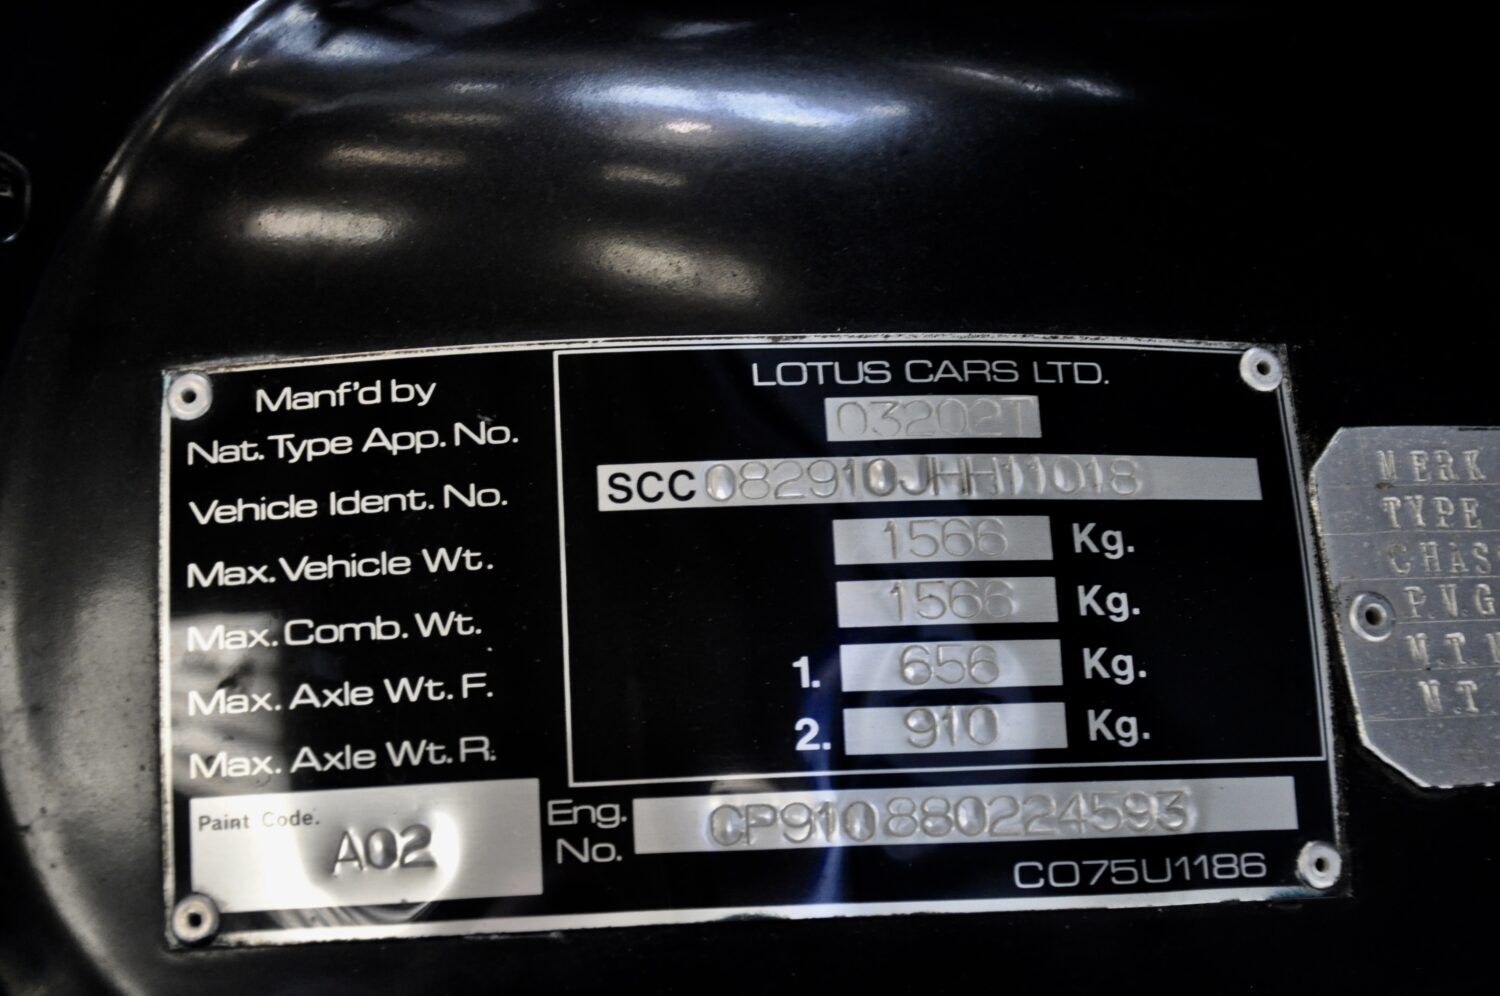 Manf'd by LOTUS CARS LTD.
Nat. Type App. No. 03202T
Vehicle Ident. No. SCC082910JHH11018
Max. Vehicle Wt. 1566 Kg.
Max. Comb. Wt. 1566 Kg.
Max. Axle Wt. F. 1. 656 Kg.
Max. Axle Wt. R. 2. 910 Kg.
Paint Code. A02
Eng. No. CP910880224593
C075U1186
MERK
TYPE
CHAS
P.V.G
M.T.M
M.T